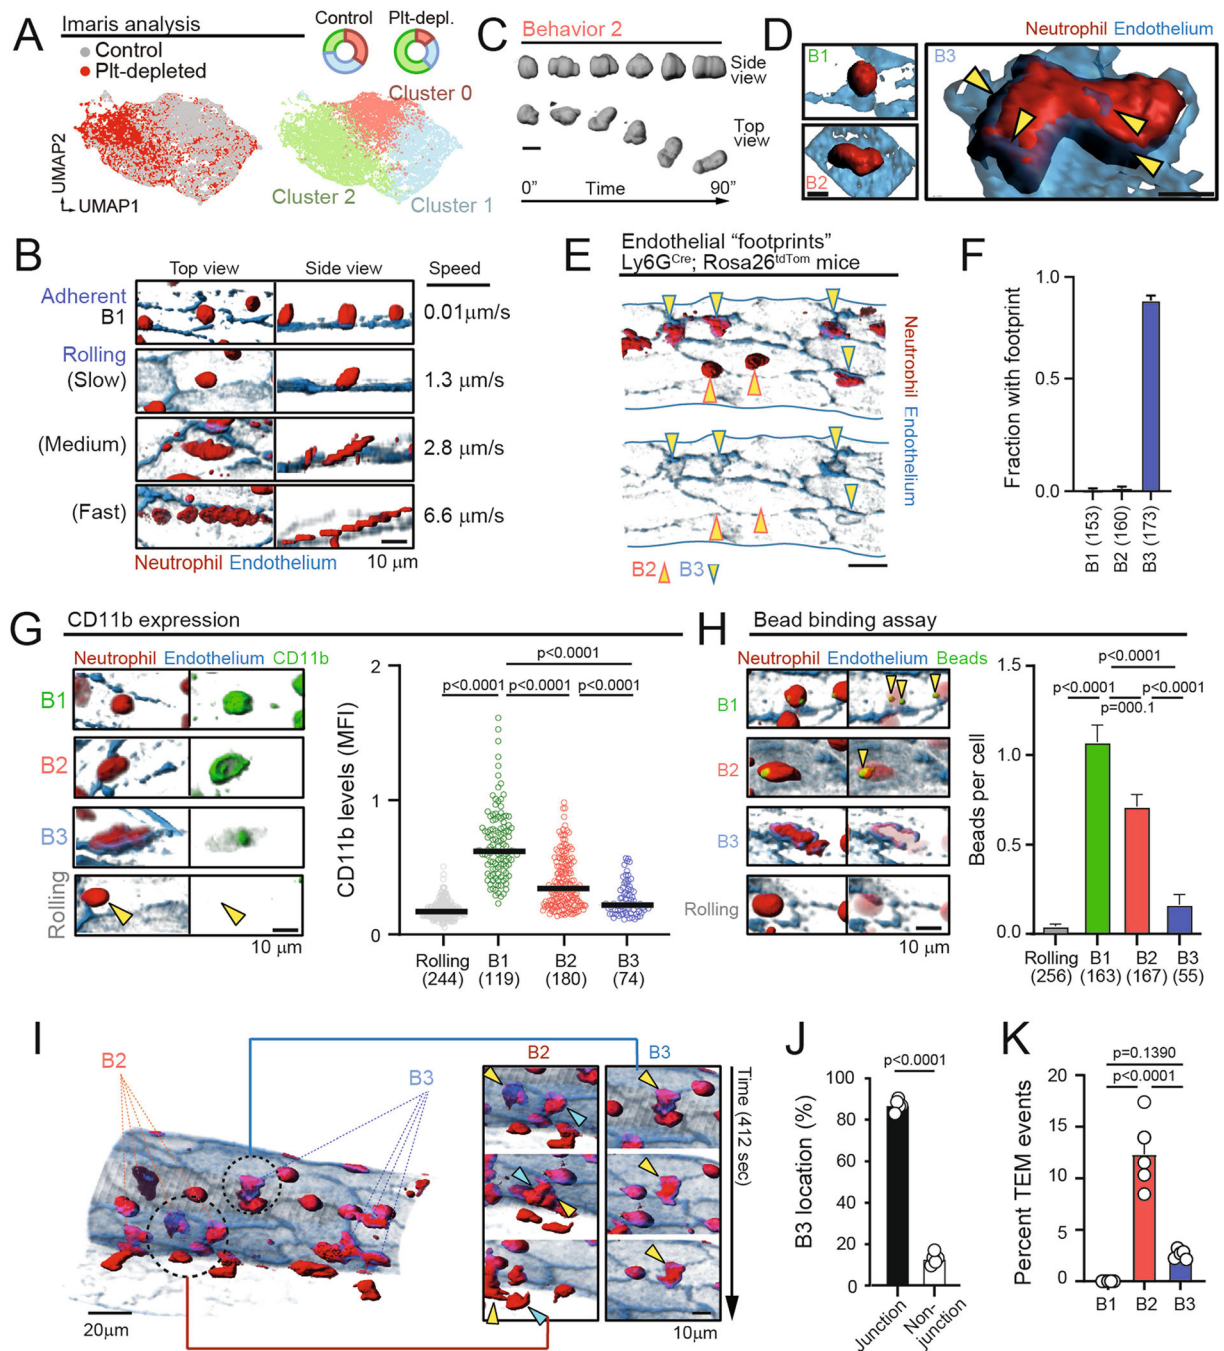 A
Imaris analysis
Control
Plt-depleted
Control
Plt-depl.
Cluster 0
Cluster 2
Cluster 1
UMAP2
UMAP1
B
Top view
Side view
Speed
Adherent
B1
0.01μm/s
Rolling
(Slow)
1.3 μm/s
(Medium)
2.8 μm/s
(Fast)
6.6 μm/s
Neutrophil Endothelium
10 μm
C
Behavior 2
Side view
Top view
0”
Time
90”
D
Neutrophil Endothelium
B1
B2
B3
E
Endothelial “footprints”
Ly6GCre; Rosa26tdTom mice
Neutrophil Endothelium
B2
B3
F
Fraction with footprint
1.0
0.5
0.0
B1 (153)
B2 (160)
B3 (173)
G
CD11b expression
Neutrophil Endothelium CD11b
B1
B2
B3
Rolling
10 μm
CD11b levels (MFI)
2
1
0
p<0.0001
p<0.0001 p<0.0001 p<0.0001
Rolling (244)
B1 (119)
B2 (180)
B3 (74)
H
Bead binding assay
Neutrophil Endothelium Beads
B1
B2
B3
Rolling
10 μm
Beads per cell
1.5
1.0
0.5
0.0
p<0.0001
p<0.0001 p<0.0001
p=000.1
Rolling (256)
B1 (163)
B2 (167)
B3 (55)
I
B2
B3
20μm
B2
B3
Time (412 sec)
10μm
J
p<0.0001
B3 location (%)
100
80
60
40
20
0
Junction
Non-junction
K
p=0.1390
p<0.0001
Percent TEM events
20
15
10
5
0
B1
B2
B3